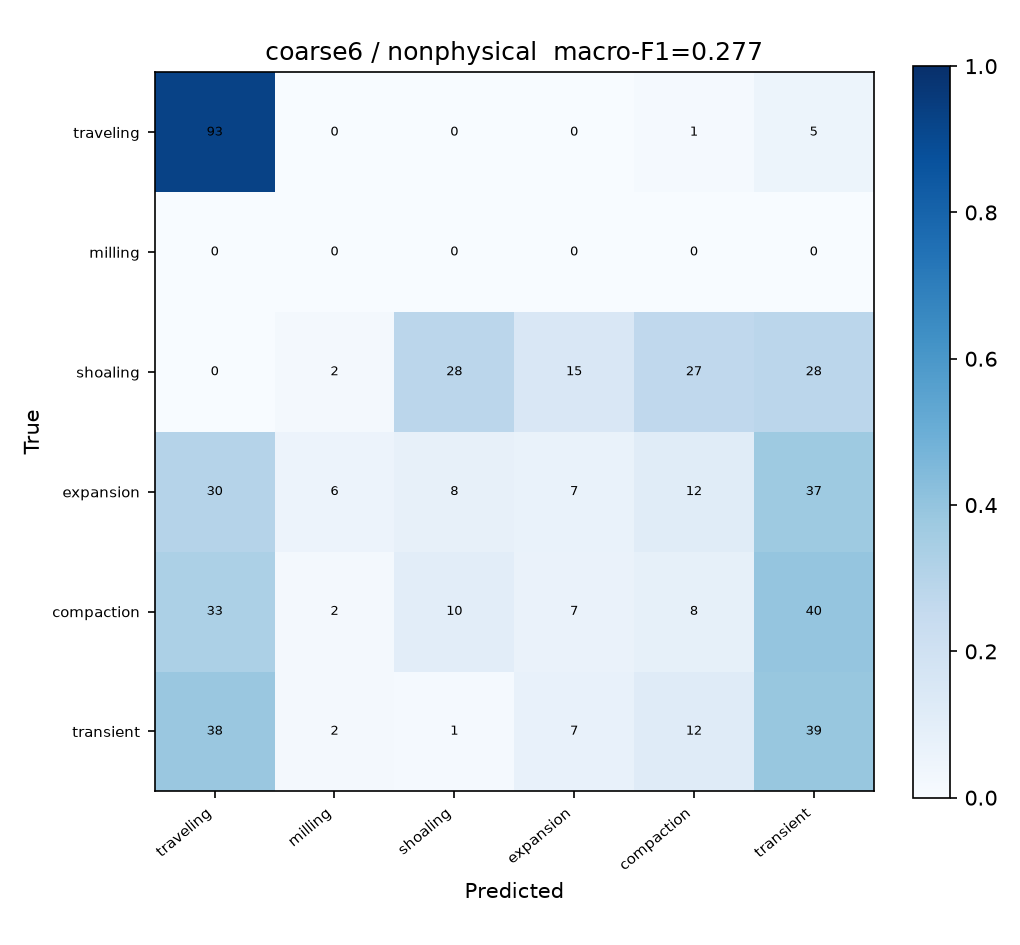 coarse6 / nonphysical  macro-F1=0.277
traveling 93 0 0 0 1 5
milling 0 0 0 0 0 0
shoaling 0 2 28 15 27 28
expansion 30 6 8 7 12 37
compaction 33 2 10 7 8 40
transient 38 2 1 7 12 39
True
traveling milling shoaling expansion compaction transient
Predicted
1.0
0.8
0.6
0.4
0.2
0.0